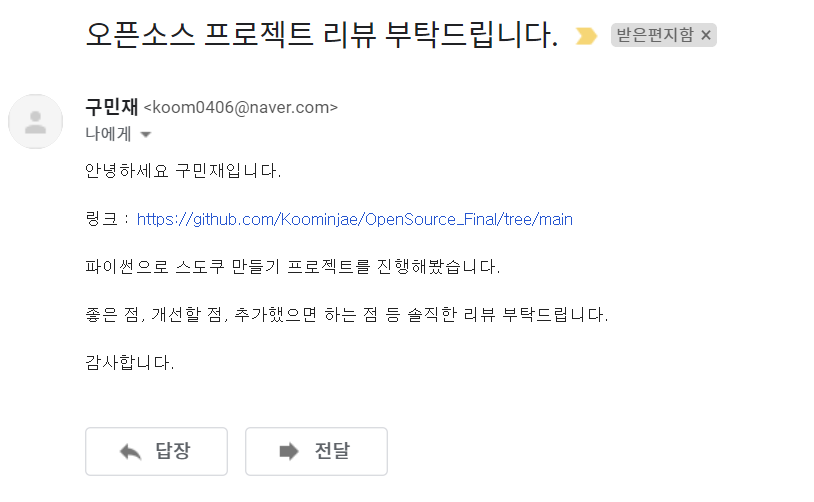 오픈소스 프로젝트 리뷰 부탁드립니다. 받은편지함 ×
구민재 <koom0406@naver.com>
나에게
안녕하세요 구민재입니다.
링크 : https://github.com/Koominjae/OpenSource_Final/tree/main
파이썬으로 스도쿠 만들기 프로젝트를 진행해봤습니다.
좋은 점, 개선할 점, 추가했으면 하는 점 등 솔직한 리뷰 부탁드립니다.
감사합니다.
답장 전달